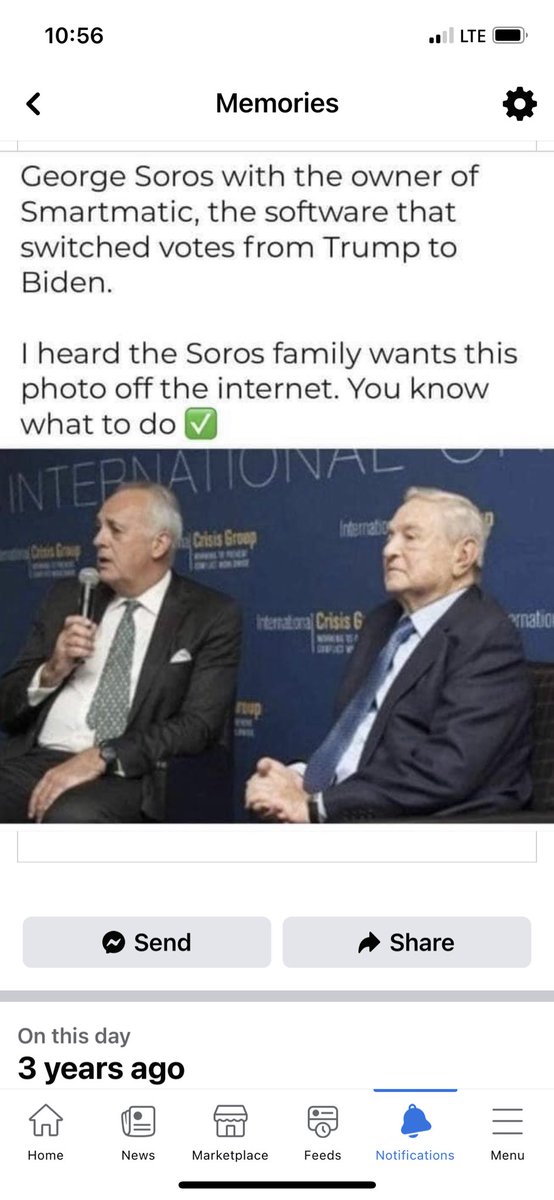 10:56
LTE
Memories
George Soros with the owner of
Smartmatic, the software that
switched votes from Trump to
Biden.
I heard the Soros family wants this
photo off the internet. You know
what to do ✅
INTERNATIONAL
Crisis Group
Crisis Group
International Crisis G
Send
Share
On this day
3 years ago
Home
News
Marketplace
Feeds
Notifications
Menu